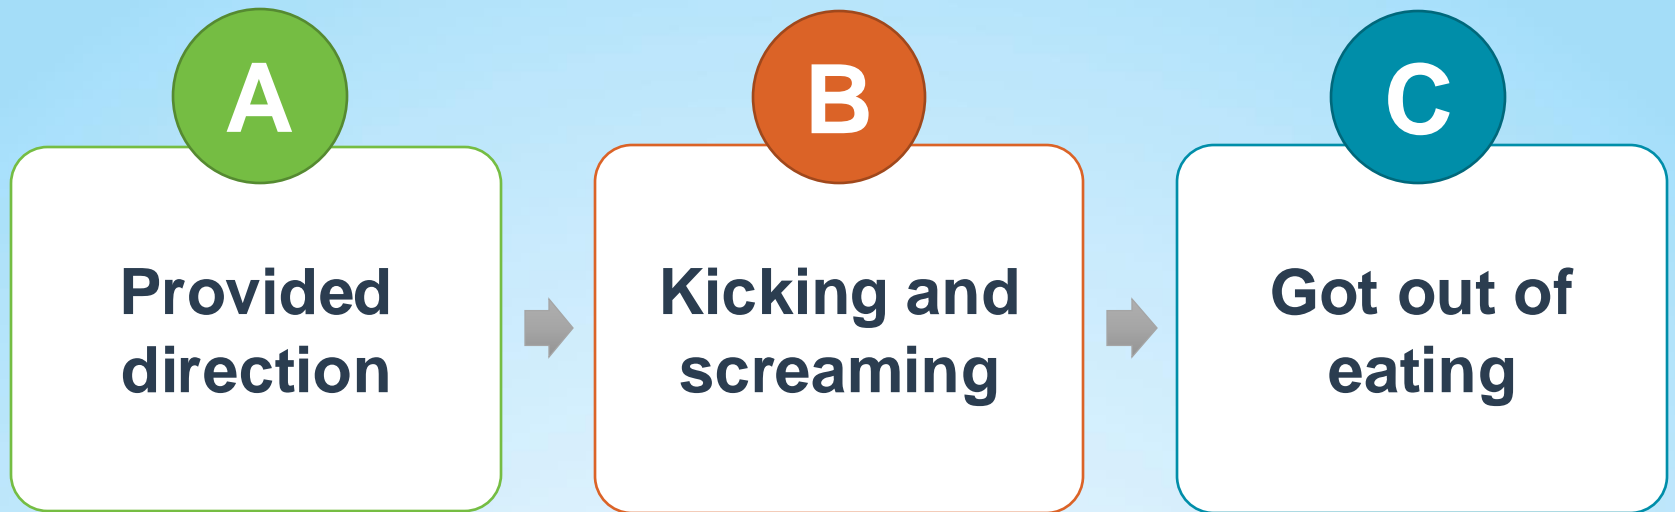 A
Provided
direction
B
Kicking and
screaming
C
Got out of
eating